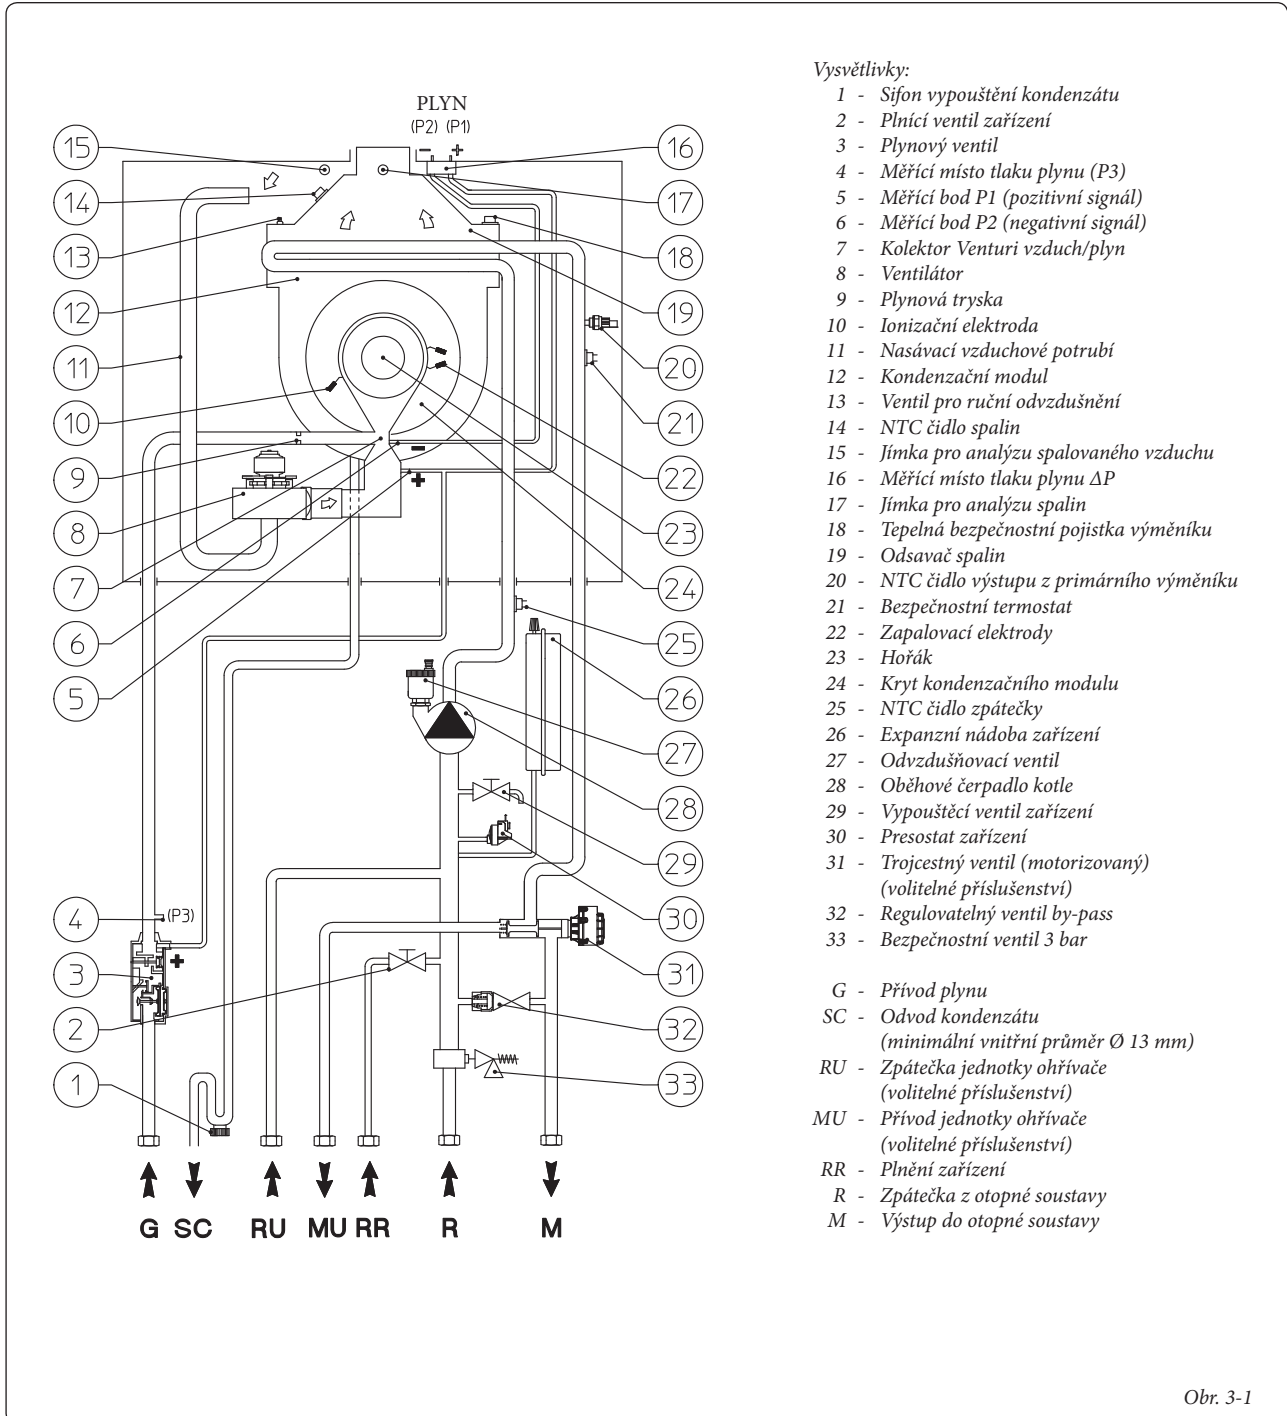 PLYN
(P2) (P1)
− +
15
16
14
17
13
18
12
19
11
20
10
21
9
22
8
23
7
24
6
25
5
26
27
28
29
4
(P3)
30
3
31
2
32
1
33
G SC RU MU RR R M
Vysvětlivky:
1 - Sifon vypouštění kondenzátu
2 - Plnící ventil zařízení
3 - Plynový ventil
4 - Měřící místo tlaku plynu (P3)
5 - Měřící bod P1 (pozitivní signál)
6 - Měřící bod P2 (negativní signál)
7 - Kolektor Venturi vzduch/plyn
8 - Ventilátor
9 - Plynová tryska
10 - Ionizační elektroda
11 - Nasávací vzduchové potrubí
12 - Kondenzační modul
13 - Ventil pro ruční odvzdušnění
14 - NTC čidlo spalin
15 - Jímka pro analýzu spalovaného vzduchu
16 - Měřící místo tlaku plynu ΔP
17 - Jímka pro analýzu spalin
18 - Tepelná bezpečnostní pojistka výměníku
19 - Odsavač spalin
20 - NTC čidlo výstupu z primárního výměníku
21 - Bezpečnostní termostat
22 - Zapalovací elektrody
23 - Hořák
24 - Kryt kondenzačního modulu
25 - NTC čidlo zpátečky
26 - Expanzní nádoba zařízení
27 - Odvzdušňovací ventil
28 - Oběhové čerpadlo kotle
29 - Vypouštěcí ventil zařízení
30 - Presostat zařízení
31 - Trojcestný ventil (motorizovaný)
(volitelné příslušenství)
32 - Regulovatelný ventil by-pass
33 - Bezpečnostní ventil 3 bar
G - Přívod plynu
SC - Odvod kondenzátu
(minimální vnitřní průměr Ø 13 mm)
RU - Zpátečka jednotky ohřívače
(volitelné příslušenství)
MU - Přívod jednotky ohřívače
(volitelné příslušenství)
RR - Plnění zařízení
R - Zpátečka z otopné soustavy
M - Výstup do otopné soustavy
Obr. 3-1